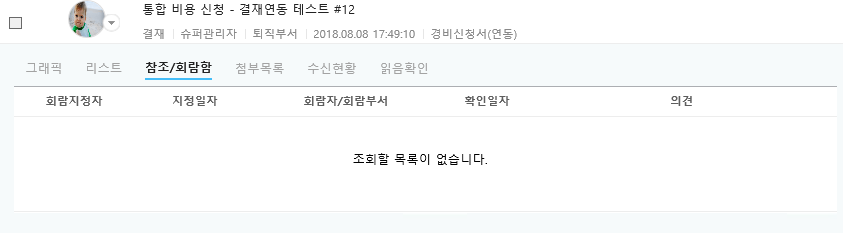 통합 비용 신청 - 결재연동 테스트 #12
결재 슈퍼관리자 퇴직부서 2018.08.08 17:49:10 경비신청서(연동)
그래픽 리스트 참조/회람함 첨부목록 수신현황 읽음확인
회람지정자 지정일자 회람자/회람부서 확인일자 의견
조회할 목록이 없습니다.